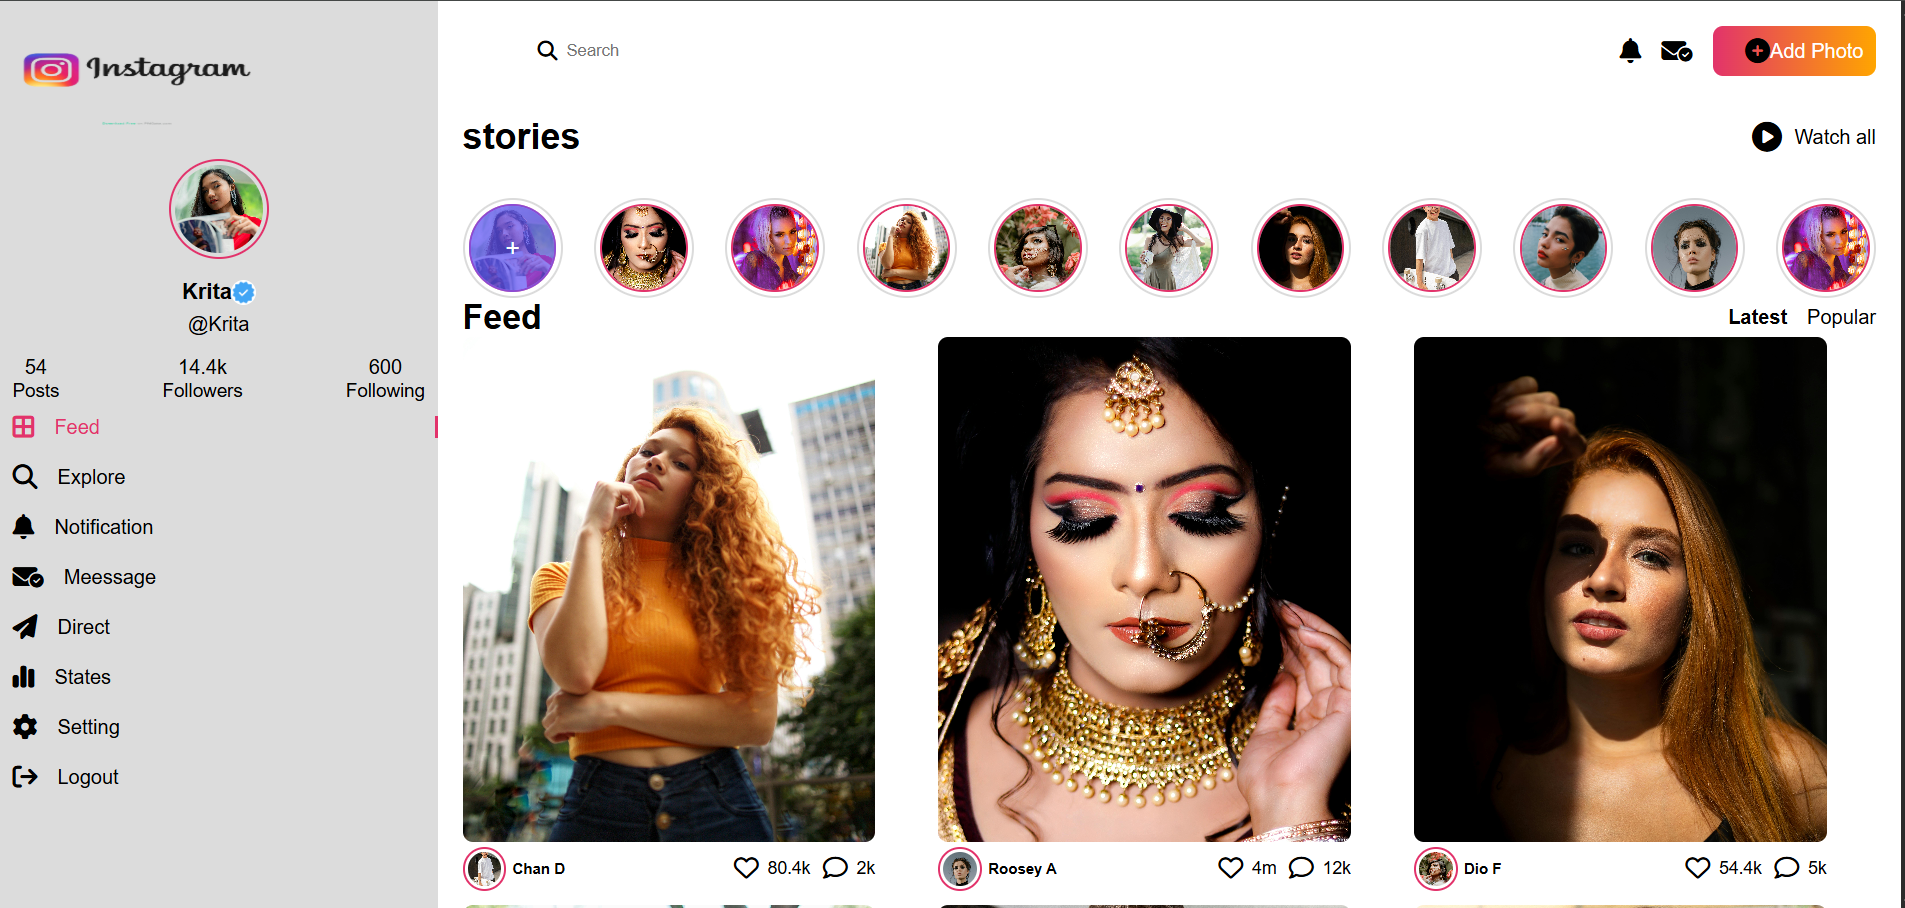 Instagram
Krita
@Krita
54
Posts
14.4k
Followers
600
Following
Feed
Explore
Notification
Meessage
Direct
States
Setting
Logout
Search
Add Photo
stories
Watch all
Feed
Latest
Popular
Chan D
80.4k
2k
Roosey A
4m
12k
Dio F
54.4k
5k